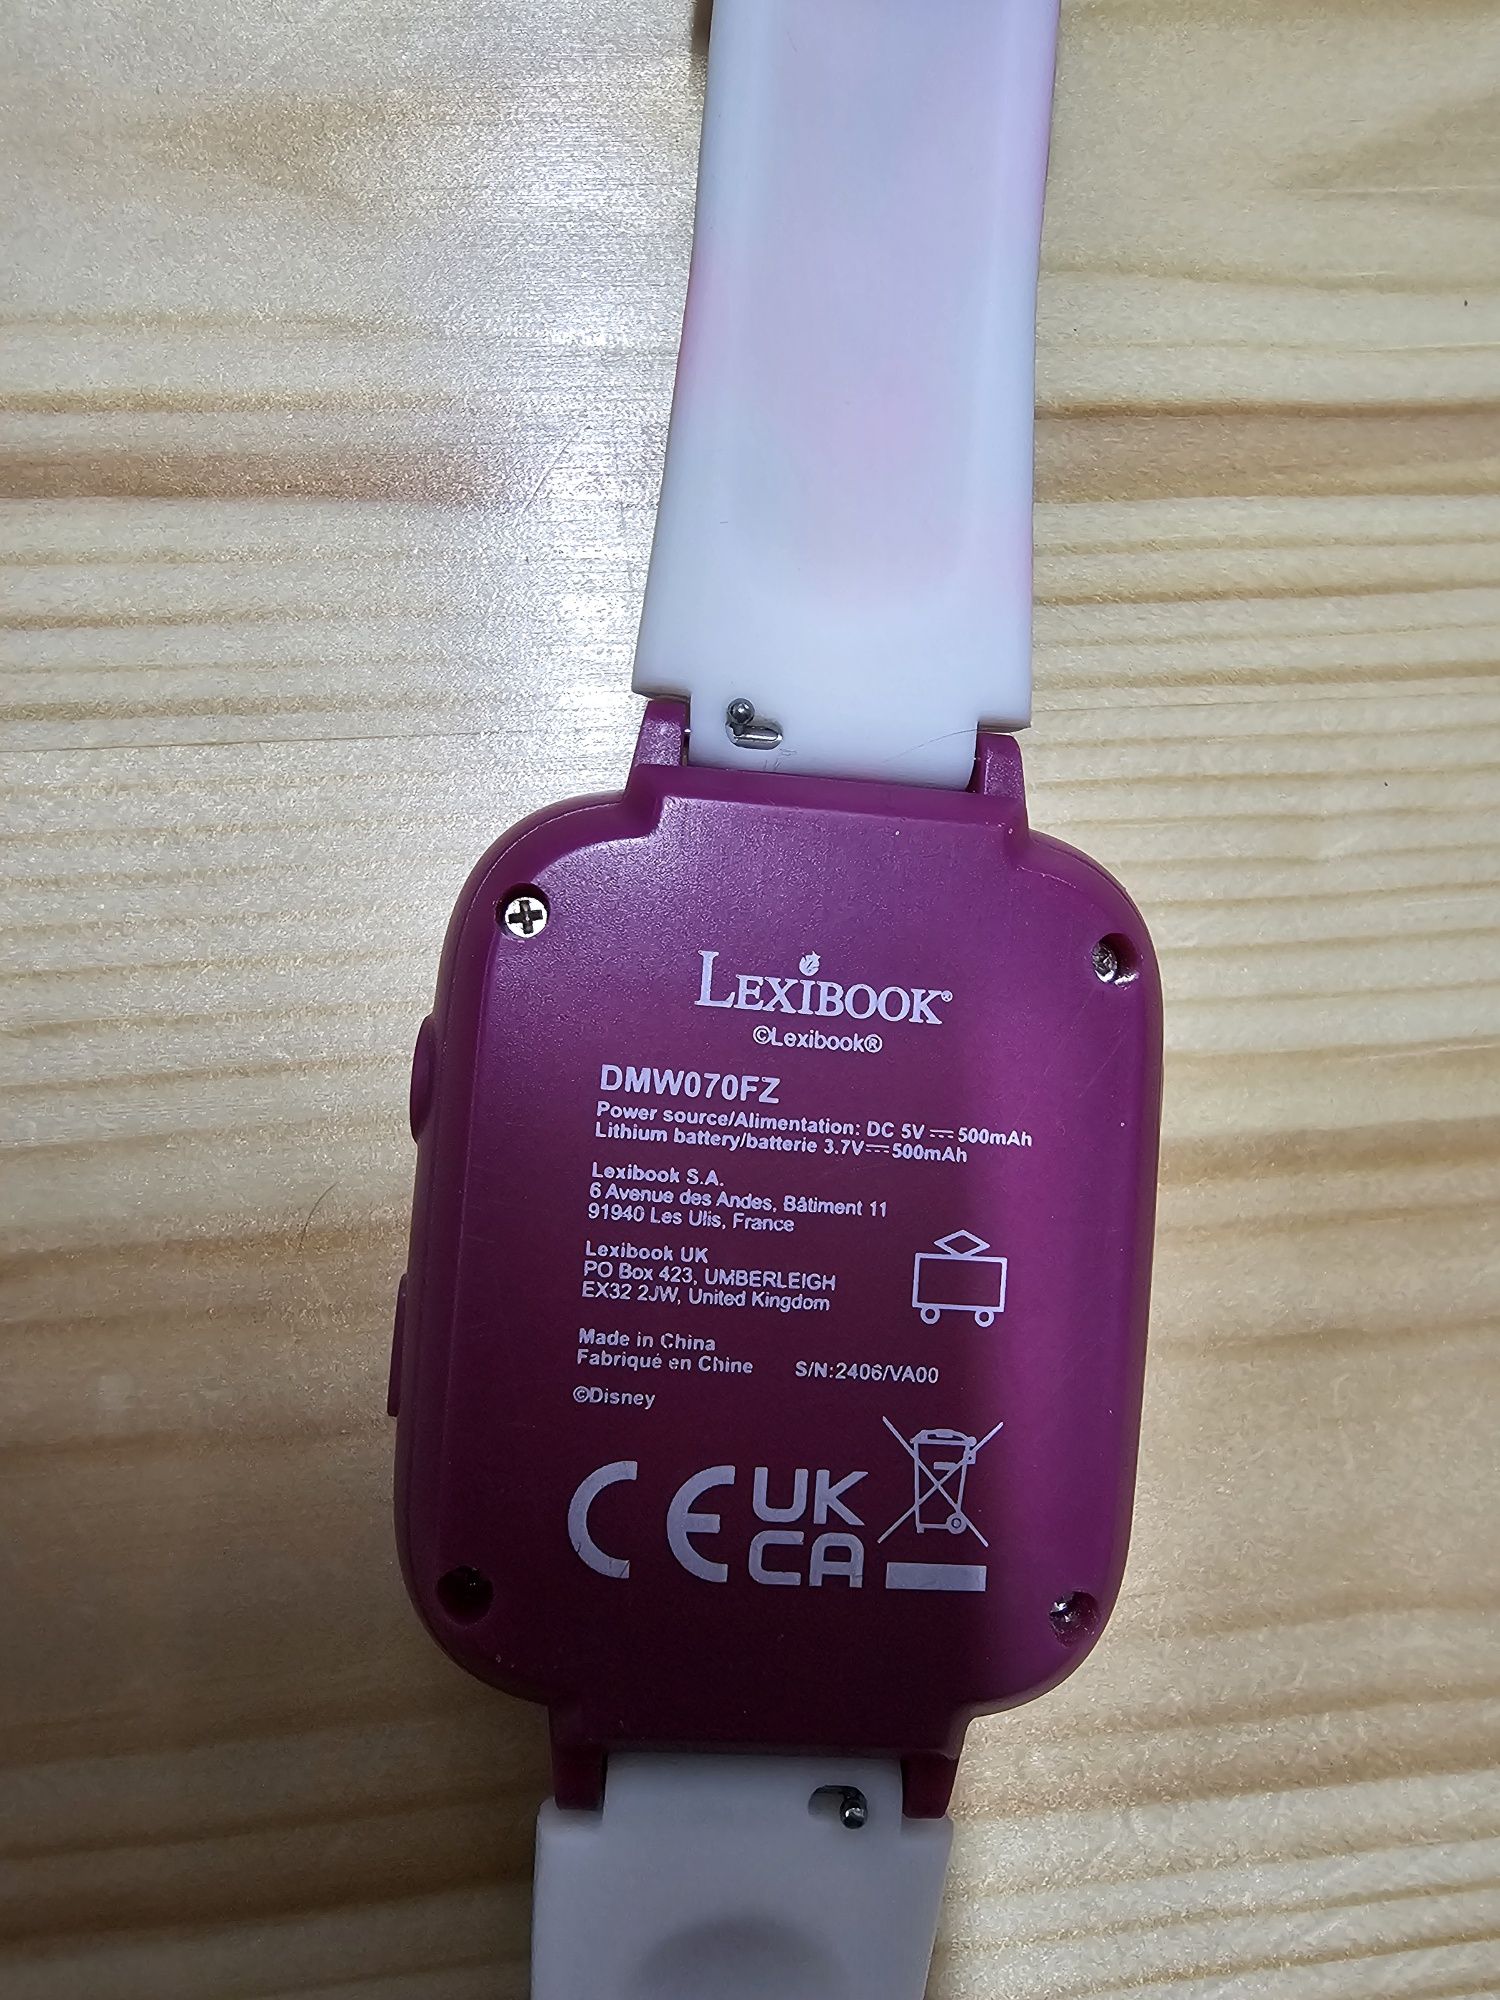 LEXIBOOK®
©Lexibook®
DMW070FZ
Power source/Alimentation: DC 5V ⎓ 500mAh
Lithium battery/batterie 3.7V⎓500mAh
Lexibook S.A.
6 Avenue des Andes, Bâtiment 11
91940 Les Ulis, France
Lexibook UK
PO Box 423, UMBERLEIGH
EX32 2JW, United Kingdom
Made in China
Fabriqué en Chine S/N:2406/VA00
©Disney
CE UK
CA